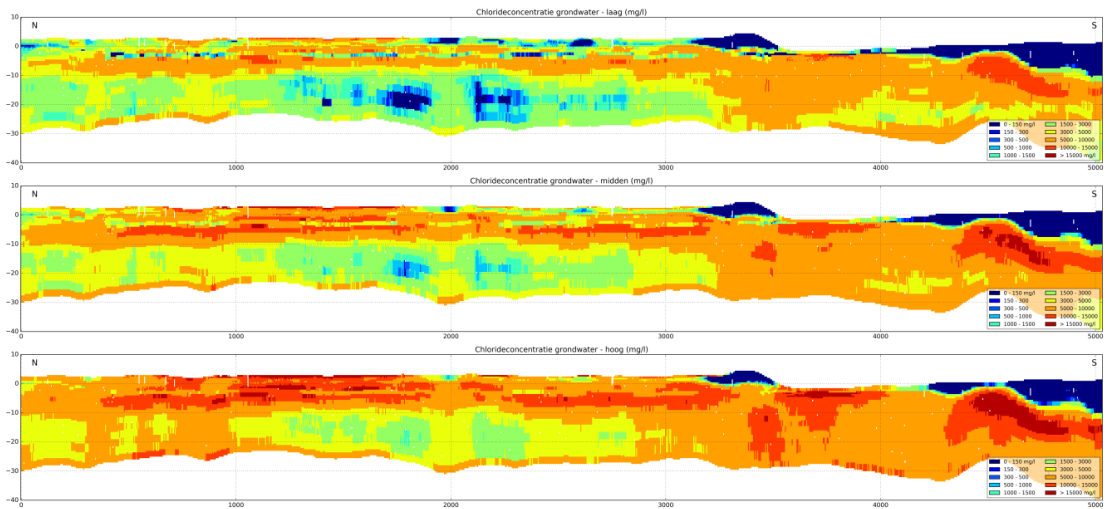 Chlorideconcentratie grondwater - laag (mg/l)
N
S
10
0
−10
−20
−30
−40
0 - 150 mg/l
150 - 300
300 - 500
500 - 1000
1000 - 1500
1500 - 3000
3000 - 5000
5000 - 10000
10000 - 15000
> 15000 mg/l
0
1000
2000
3000
4000
5000
Chlorideconcentratie grondwater - midden (mg/l)
N
S
10
0
−10
−20
−30
−40
0 - 150 mg/l
150 - 300
300 - 500
500 - 1000
1000 - 1500
1500 - 3000
3000 - 5000
5000 - 10000
10000 - 15000
> 15000 mg/l
0
1000
2000
3000
4000
5000
Chlorideconcentratie grondwater - hoog (mg/l)
N
S
10
0
−10
−20
−30
−40
0 - 150 mg/l
150 - 300
300 - 500
500 - 1000
1000 - 1500
1500 - 3000
3000 - 5000
5000 - 10000
10000 - 15000
> 15000 mg/l
0
1000
2000
3000
4000
5000